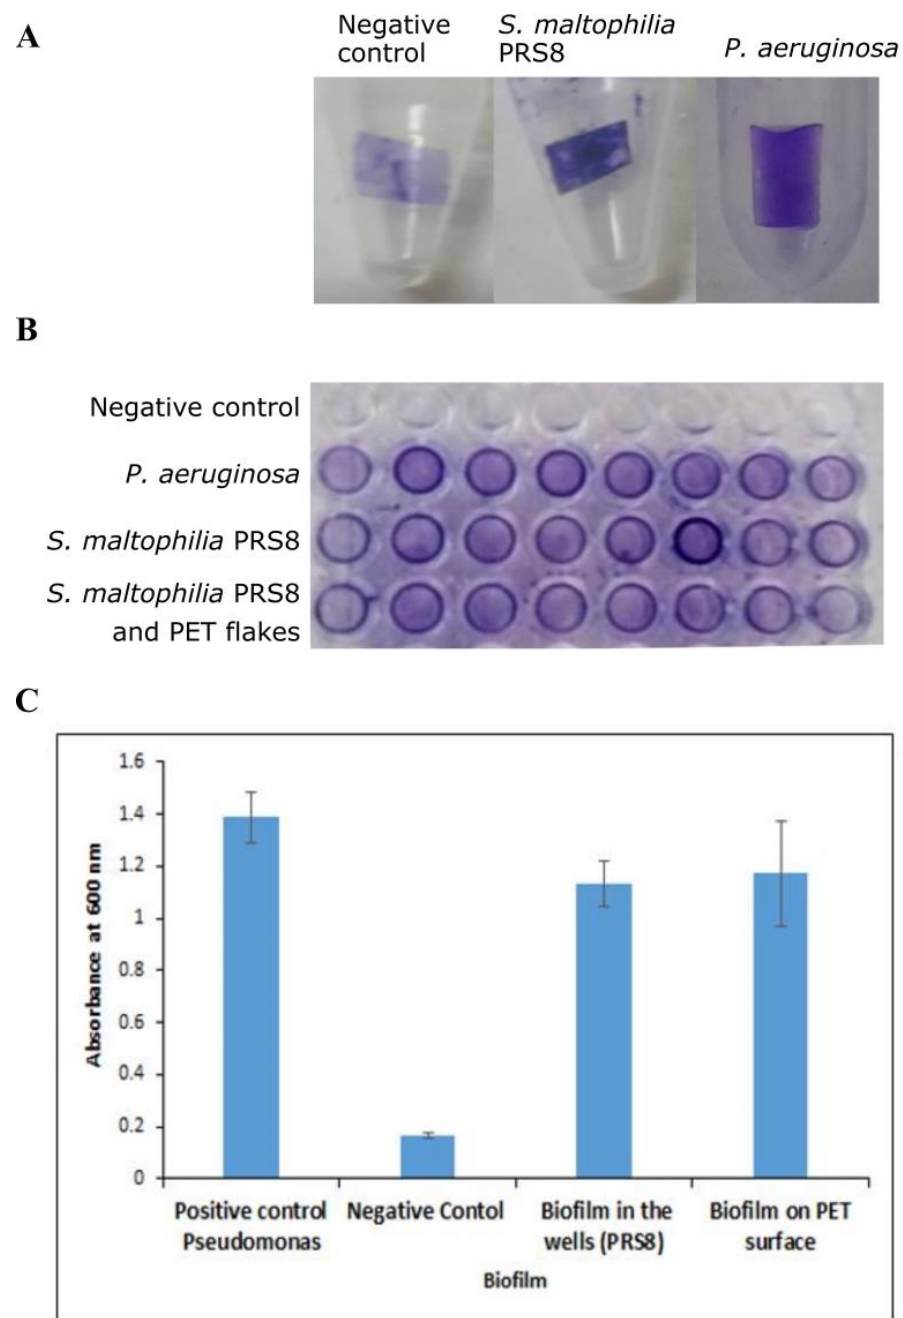 A
Negative
control
S. maltophilia
PRS8
P. aeruginosa
B
Negative control
P. aeruginosa
S. maltophilia PRS8
S. maltophilia PRS8
and PET flakes
C
1.6
1.4
1.2
1
0.8
0.6
0.4
0.2
0
Absorbance at 600 nm
Positive control
Pseudomonas
Negative Contol
Biofilm in the
wells (PRS8)
Biofilm on PET
surface
Biofilm